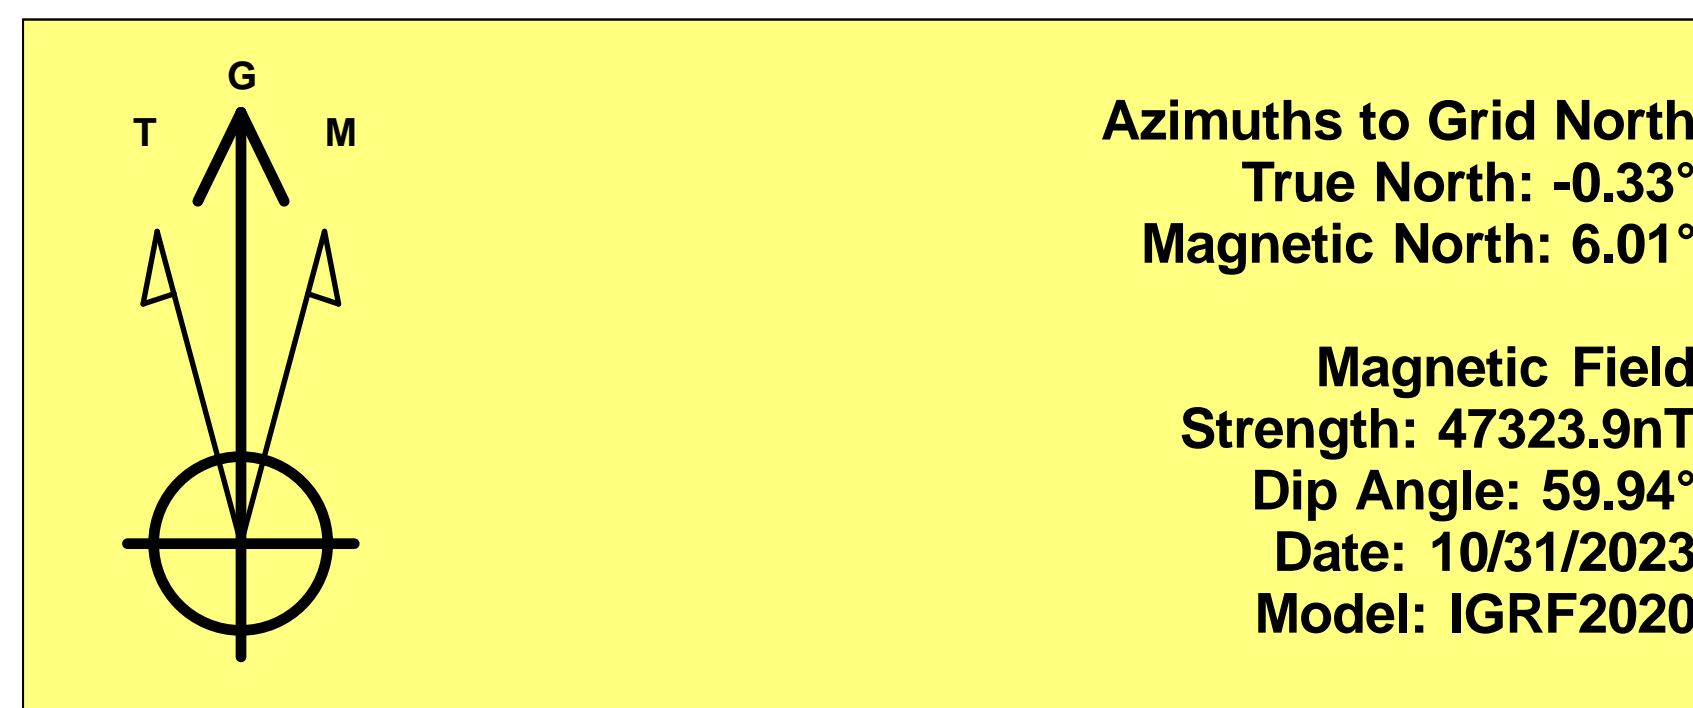 G
T M
Azimuths to Grid North
True North: -0.33°
Magnetic North: 6.01°
Magnetic Field
Strength: 47323.9nT
Dip Angle: 59.94°
Date: 10/31/2023
Model: IGRF2020